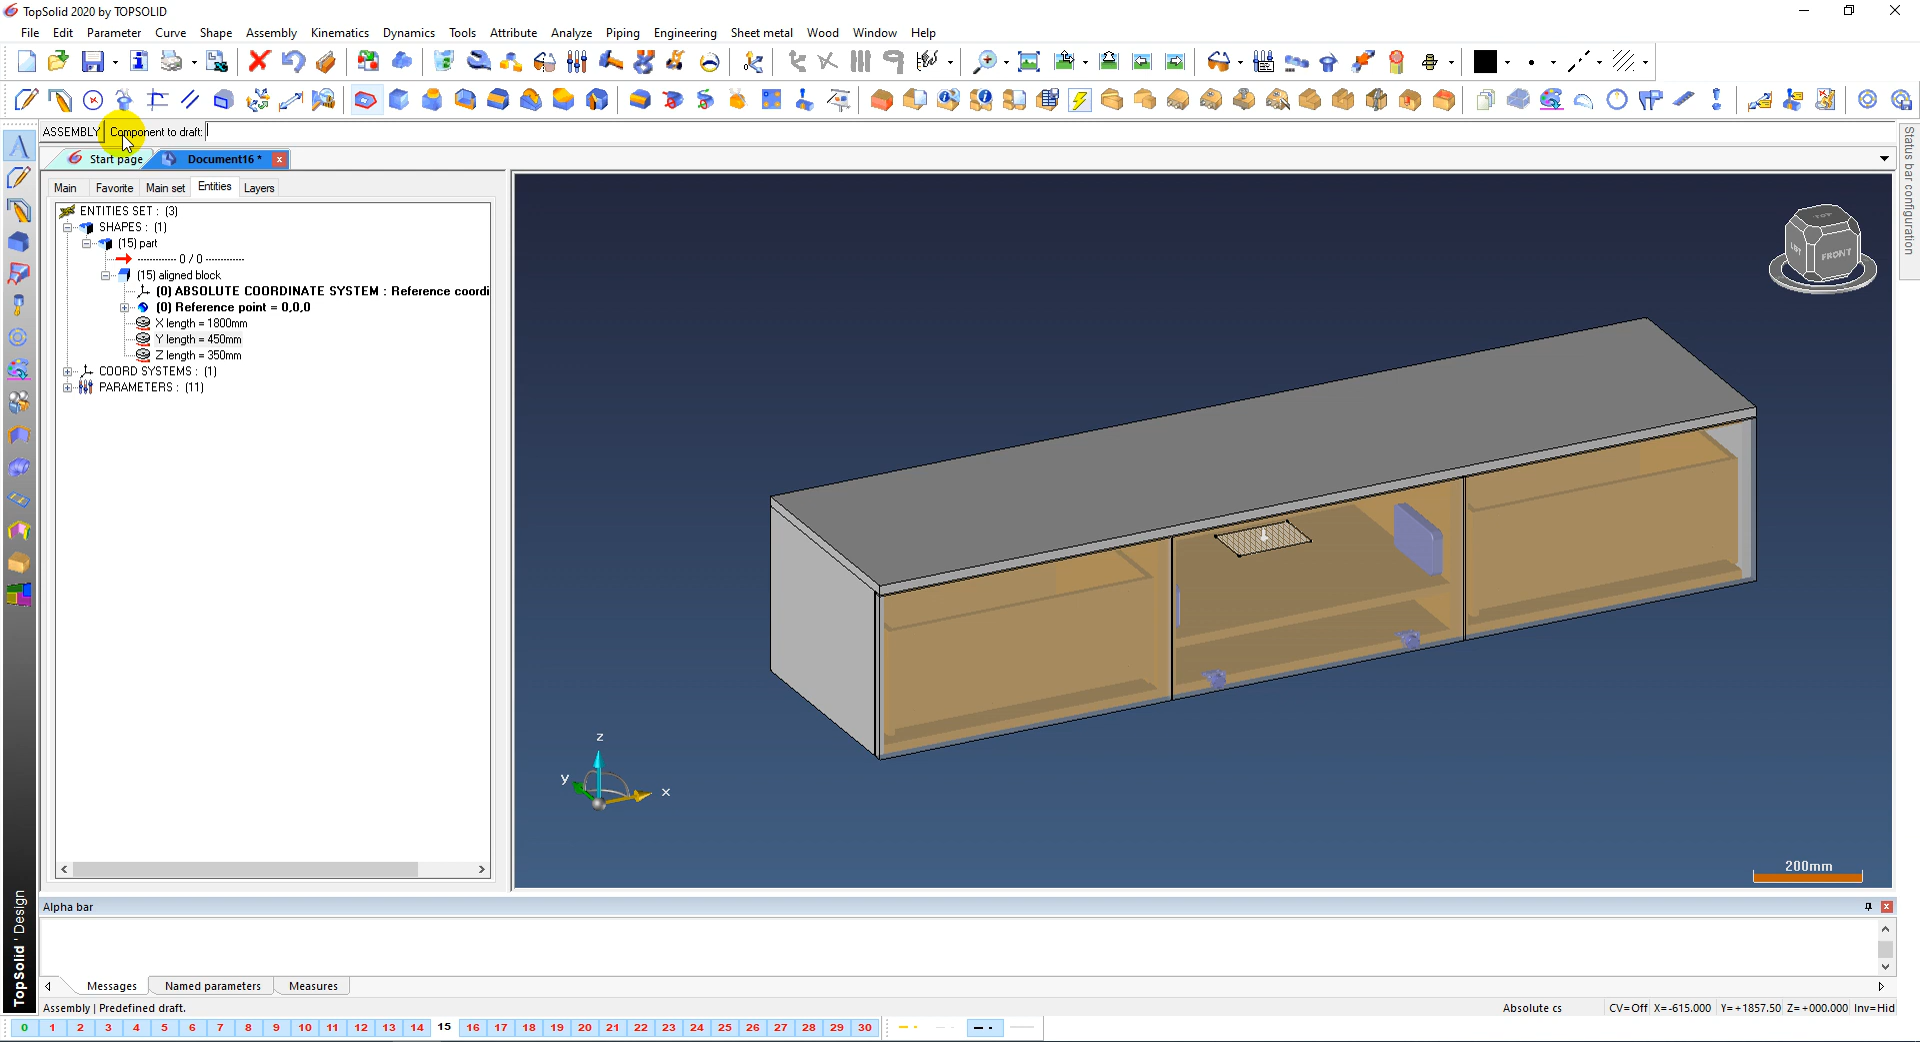 TopSolid 2020 by TOPSOLID
File Edit Parameter Curve Shape Assembly Kinematics Dynamics Tools Attribute Analyze Piping Engineering Sheet metal Wood Window Help
ASSEMBLY Component to draft:
Start page Document16 *
Main Favorite Main set Entities Layers
ENTITIES SET : (3)
SHAPES : (1)
(15) part
------------ 0 / 0 ------------
(15) aligned block
(0) ABSOLUTE COORDINATE SYSTEM : Reference coordi
(0) Reference point = 0,0,0
X length = 1800mm
Y length = 450mm
Z length = 350mm
COORD SYSTEMS : (1)
PARAMETERS : (11)
Status bar configuration
TOP
LEFT FRONT
z
y
x
200mm
TopSolid'Design
Alpha bar
Messages Named parameters Measures
Assembly | Predefined draft.
Absolute cs CV=Off X=-615.000 Y=+1857.50 Z=+000.000 Inv=Hid
0 1 2 3 4 5 6 7 8 9 10 11 12 13 14 15 16 17 18 19 20 21 22 23 24 25 26 27 28 29 30